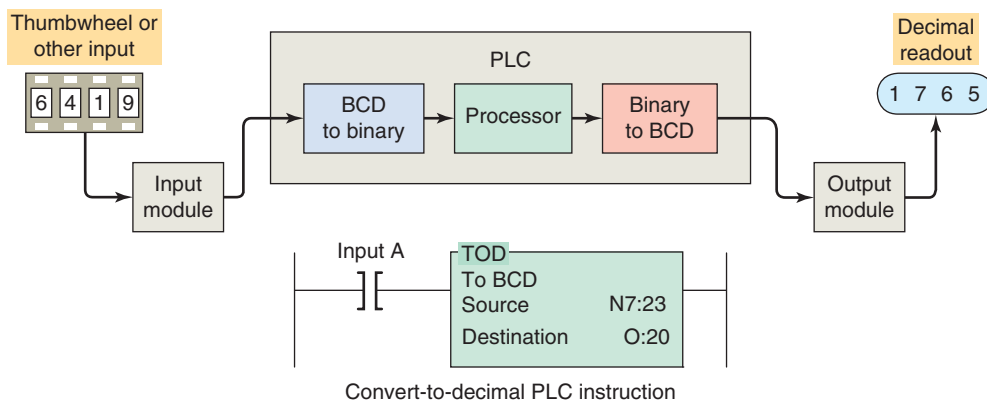 Thumbwheel or
other input
6 4 1 9
Input
module
PLC
BCD
to binary
Processor
Binary
to BCD
Output
module
Decimal
readout
1 7 6 5
Input A
TOD
To BCD
Source N7:23
Destination O:20
Convert-to-decimal PLC instruction